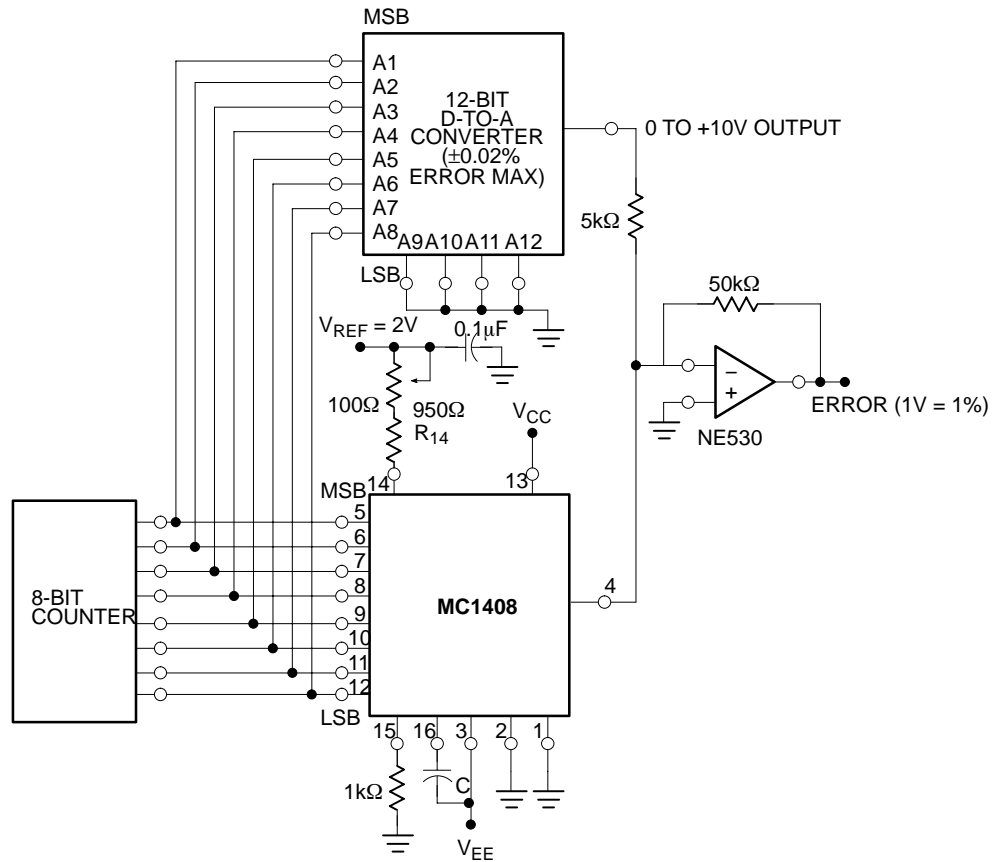 MSB
A1
A2
A3
A4
A5
A6
A7
A8
12-BIT
D-TO-A
CONVERTER
(±0.02%
ERROR MAX)
A9 A10 A11 A12
LSB
0 TO +10V OUTPUT
5kΩ
50kΩ
VREF = 2V
0.1μF
100Ω
950Ω
R14
VCC
−
+
NE530
ERROR (1V = 1%)
MSB
14
13
5
6
7
8
9
10
11
12
LSB
8-BIT
COUNTER
MC1408
4
15
16
3
2
1
1kΩ
C
VEE